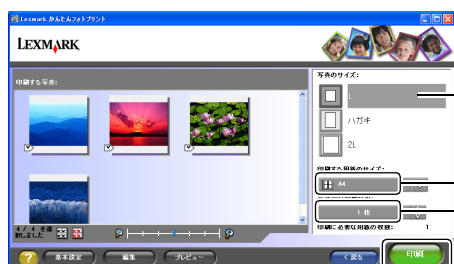 Lexmark かんたんフォトプリント
LEXMARK
印刷する写真:
写真のサイズ:
L
ハガキ
2L
印刷する用紙のサイズ:
A4
1 枚
印刷に必要な用紙の枚数: 1
4 / 4 を選
択しました
基本設定
編集
プレビュー
< 戻る
印刷